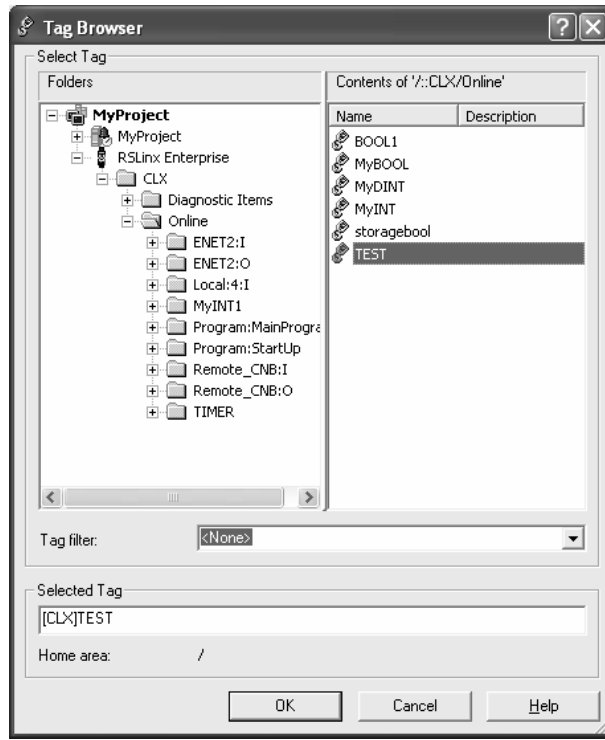 Tag Browser
Select Tag
Folders
Contents of '/::CLX/Online'
MyProject
MyProject
RSLinx Enterprise
CLX
Diagnostic Items
Online
ENET2:I
ENET2:O
Local:4:I
MyINT1
Program:MainProgra
Program:StartUp
Remote_CNB:I
Remote_CNB:O
TIMER
Name Description
BOOL1
MyBOOL
MyDINT
MyINT
storagebool
TEST
Tag filter: <None>
Selected Tag
[CLX]TEST
Home area: /
OK Cancel Help